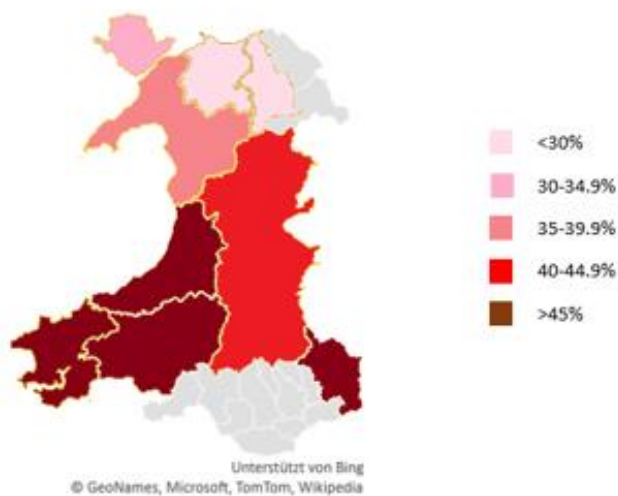 <30%
30-34.9%
35-39.9%
40-44.9%
>45%
Unterstützt von Bing
© GeoNames, Microsoft, TomTom, Wikipedia